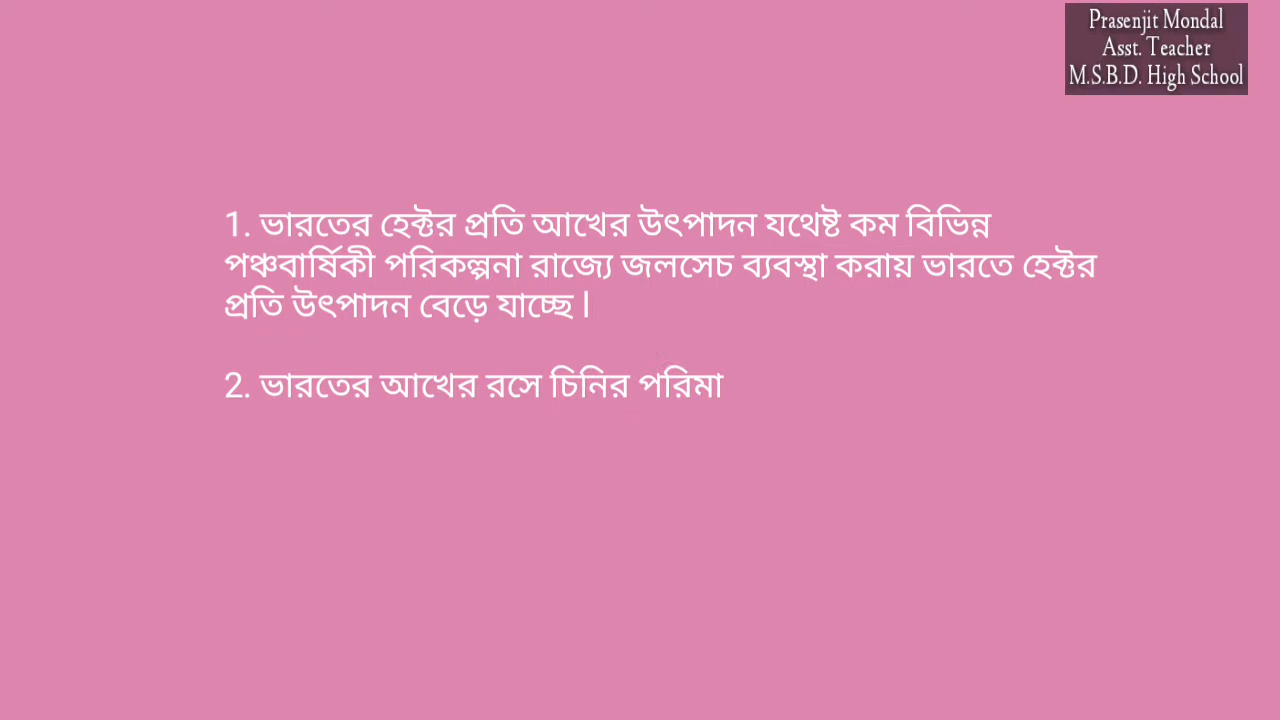 Prasenjit Mondal
Asst. Teacher
M.S.B.D. High School
1. ভারতের হেক্টর প্রতি আখের উৎপাদন যথেষ্ট কম বিভিন্ন
পঞ্চবার্ষিকী পরিকল্পনা রাজ্যে জলসেচ ব্যবস্থা করায় ভারতে হেক্টর
প্রতি উৎপাদন বেড়ে যাচ্ছে l
2. ভারতের আখের রসে চিনির পরিমা